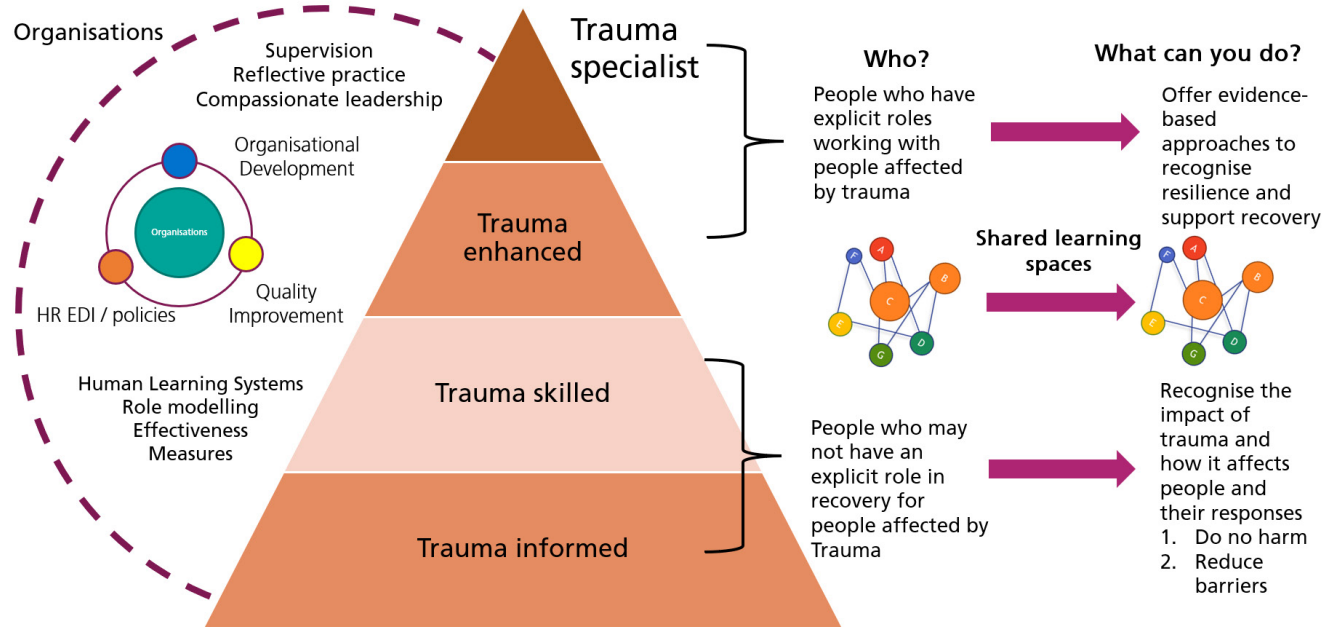 Organisations
Supervision
Reflective practice
Compassionate leadership
Organisational
Development
Organisations
HR EDI / policies
Quality
Improvement
Human Learning Systems
Role modelling
Effectiveness
Measures
Trauma
specialist
Trauma
enhanced
Trauma skilled
Trauma informed
Who?
People who have
explicit roles
working with
people affected
by trauma
What can you do?
Offer evidence-
based
approaches to
recognise
resilience and
support recovery
F
A
B
C
E
D
G
Shared learning
spaces
F
A
B
C
E
D
G
People who may
not have an
explicit role in
recovery for
people affected by
Trauma
Recognise the
impact of
trauma and
how it affects
people and
their responses
1. Do no harm
2. Reduce
barriers